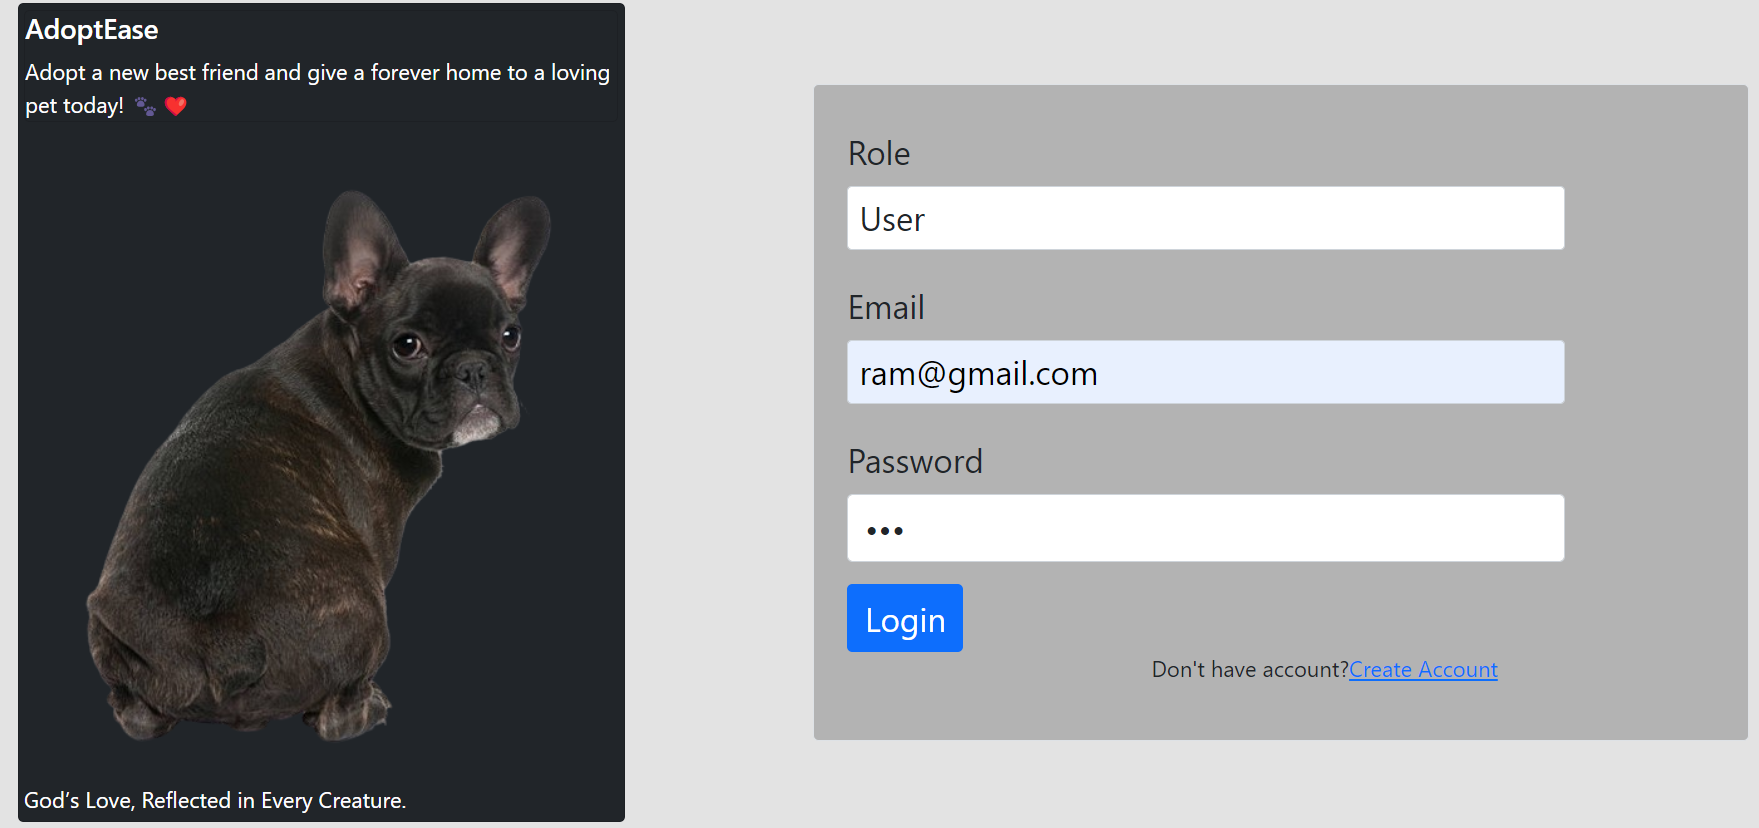 AdoptEase
Adopt a new best friend and give a forever home to a loving
pet today! 🐾 ❤️
God’s Love, Reflected in Every Creature.
Role
User
Email
ram@gmail.com
Password
•••
Login
Don't have account?Create Account